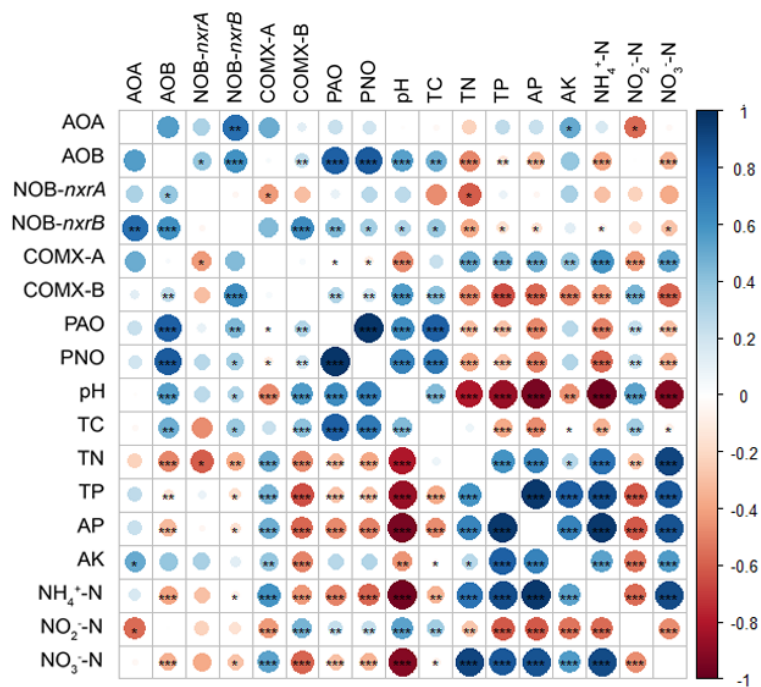 AOA AOB NOB-nxrA NOB-nxrB COMX-A COMX-B PAO PNO pH TC TN TP AP AK NH₄⁺-N NO₂⁻-N NO₃⁻-N
AOA ** * *
AOB * *** ** *** *** *** ** *** ** *** *** ***
NOB-nxrA * * *
NOB-nxrB ** *** *** ** * * * ** * * * *
COMX-A * * * *** *** *** *** ** *** *** ***
COMX-B ** *** ** ** *** *** *** *** *** *** *** *** ***
PAO *** ** * ** *** *** *** *** *** *** *** ** ***
PNO *** * * ** *** *** *** *** *** *** *** ** ***
pH *** * *** *** *** *** *** *** *** *** ** *** *** ***
TC ** * *** *** *** *** *** *** * ** ** *
TN *** * ** *** *** *** *** *** *** *** * *** ** ***
TP ** * *** *** *** *** *** *** *** *** *** *** *** ***
AP *** * *** *** *** *** *** *** *** *** *** *** *** ***
AK * ** *** ** * * *** *** *** *** ***
NH₄⁺-N *** * *** *** *** *** *** ** *** *** *** *** *** ***
NO₂⁻-N * *** *** ** ** *** ** ** *** *** *** *** ***
NO₃⁻-N *** * *** *** *** *** *** * *** *** *** *** *** ***
1
0.8
0.6
0.4
0.2
0
-0.2
-0.4
-0.6
-0.8
-1